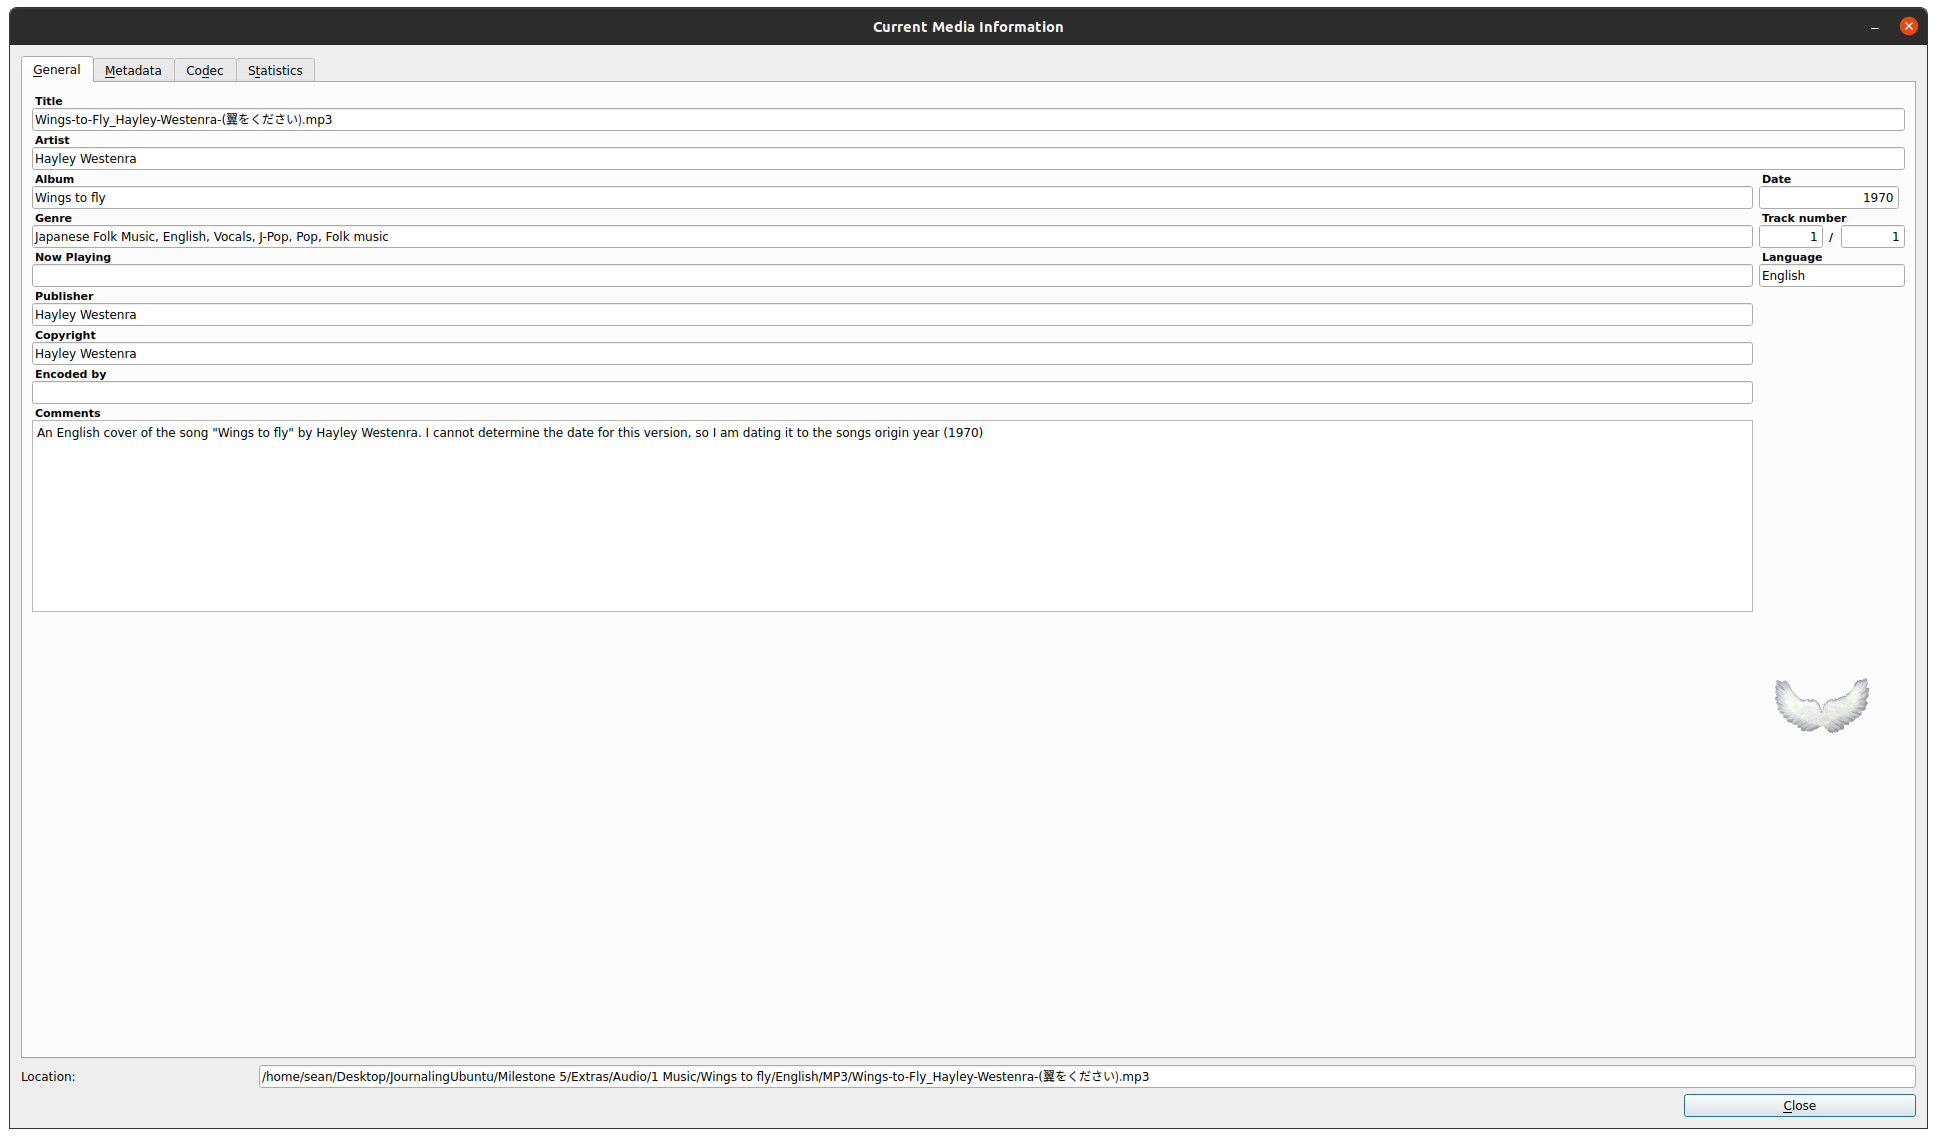 Current Media Information
General Metadata Codec Statistics
Title
Wings-to-Fly_Hayley-Westenra-(翼をください).mp3
Artist
Hayley Westenra
Album Date
Wings to fly 1970
Genre Track number
Japanese Folk Music, English, Vocals, J-Pop, Pop, Folk music 1 / 1
Now Playing Language
English
Publisher
Hayley Westenra
Copyright
Hayley Westenra
Encoded by
Comments
An English cover of the song "Wings to fly" by Hayley Westenra. I cannot determine the date for this version, so I am dating it to the songs origin year (1970)
Location: /home/sean/Desktop/JournalingUbuntu/Milestone 5/Extras/Audio/1 Music/Wings to fly/English/MP3/Wings-to-Fly_Hayley-Westenra-(翼をください).mp3
Close